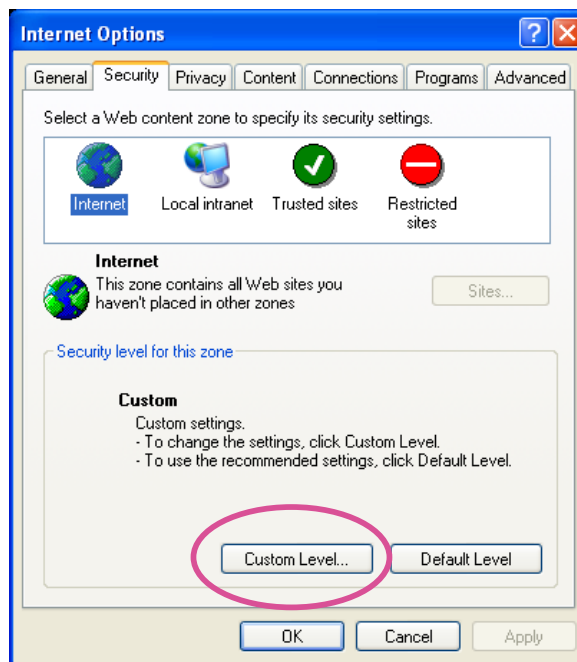 Internet Options
General Security Privacy Content Connections Programs Advanced
Select a Web content zone to specify its security settings.
Internet Local intranet Trusted sites Restricted
sites
Internet
This zone contains all Web sites you
haven't placed in other zones
Sites...
Security level for this zone
Custom
Custom settings.
- To change the settings, click Custom Level.
- To use the recommended settings, click Default Level.
Custom Level... Default Level
OK Cancel Apply